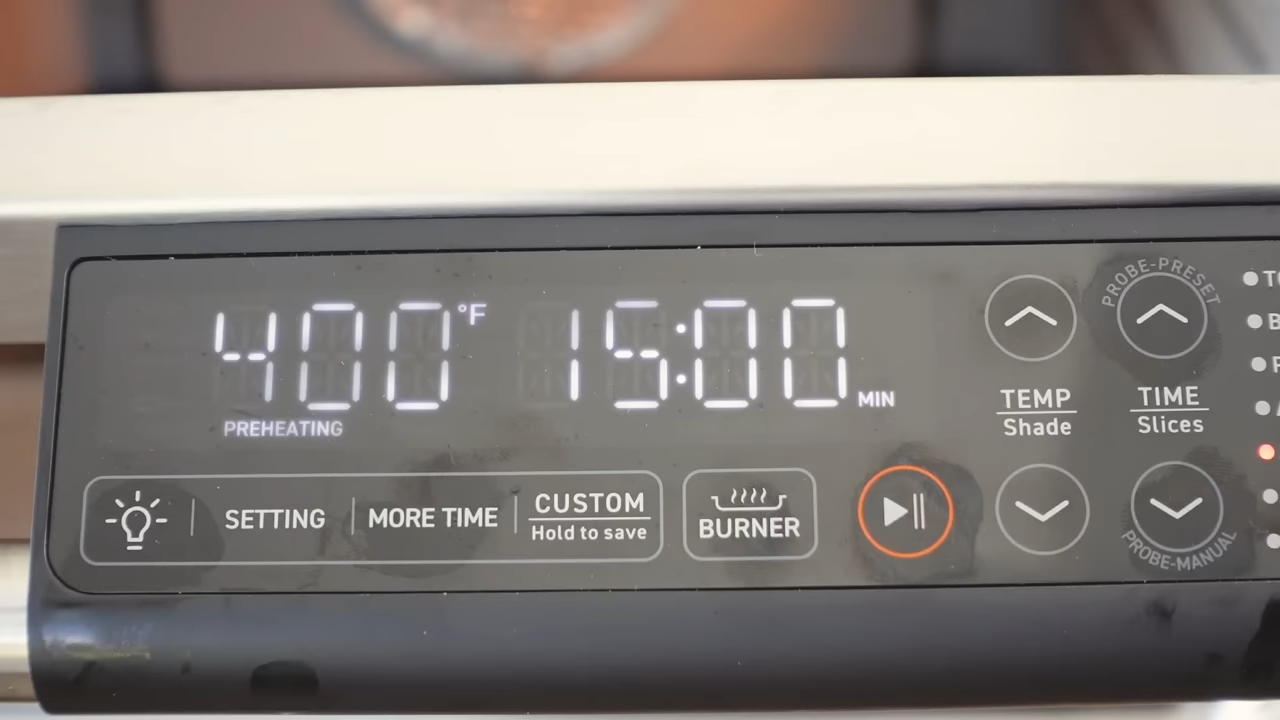 400°F 15:00 MIN
PREHEATING
PROBE-PRESET
TEMP
Shade
TIME
Slices
SETTING
MORE TIME
CUSTOM
Hold to save
BURNER
PROBE-MANUAL